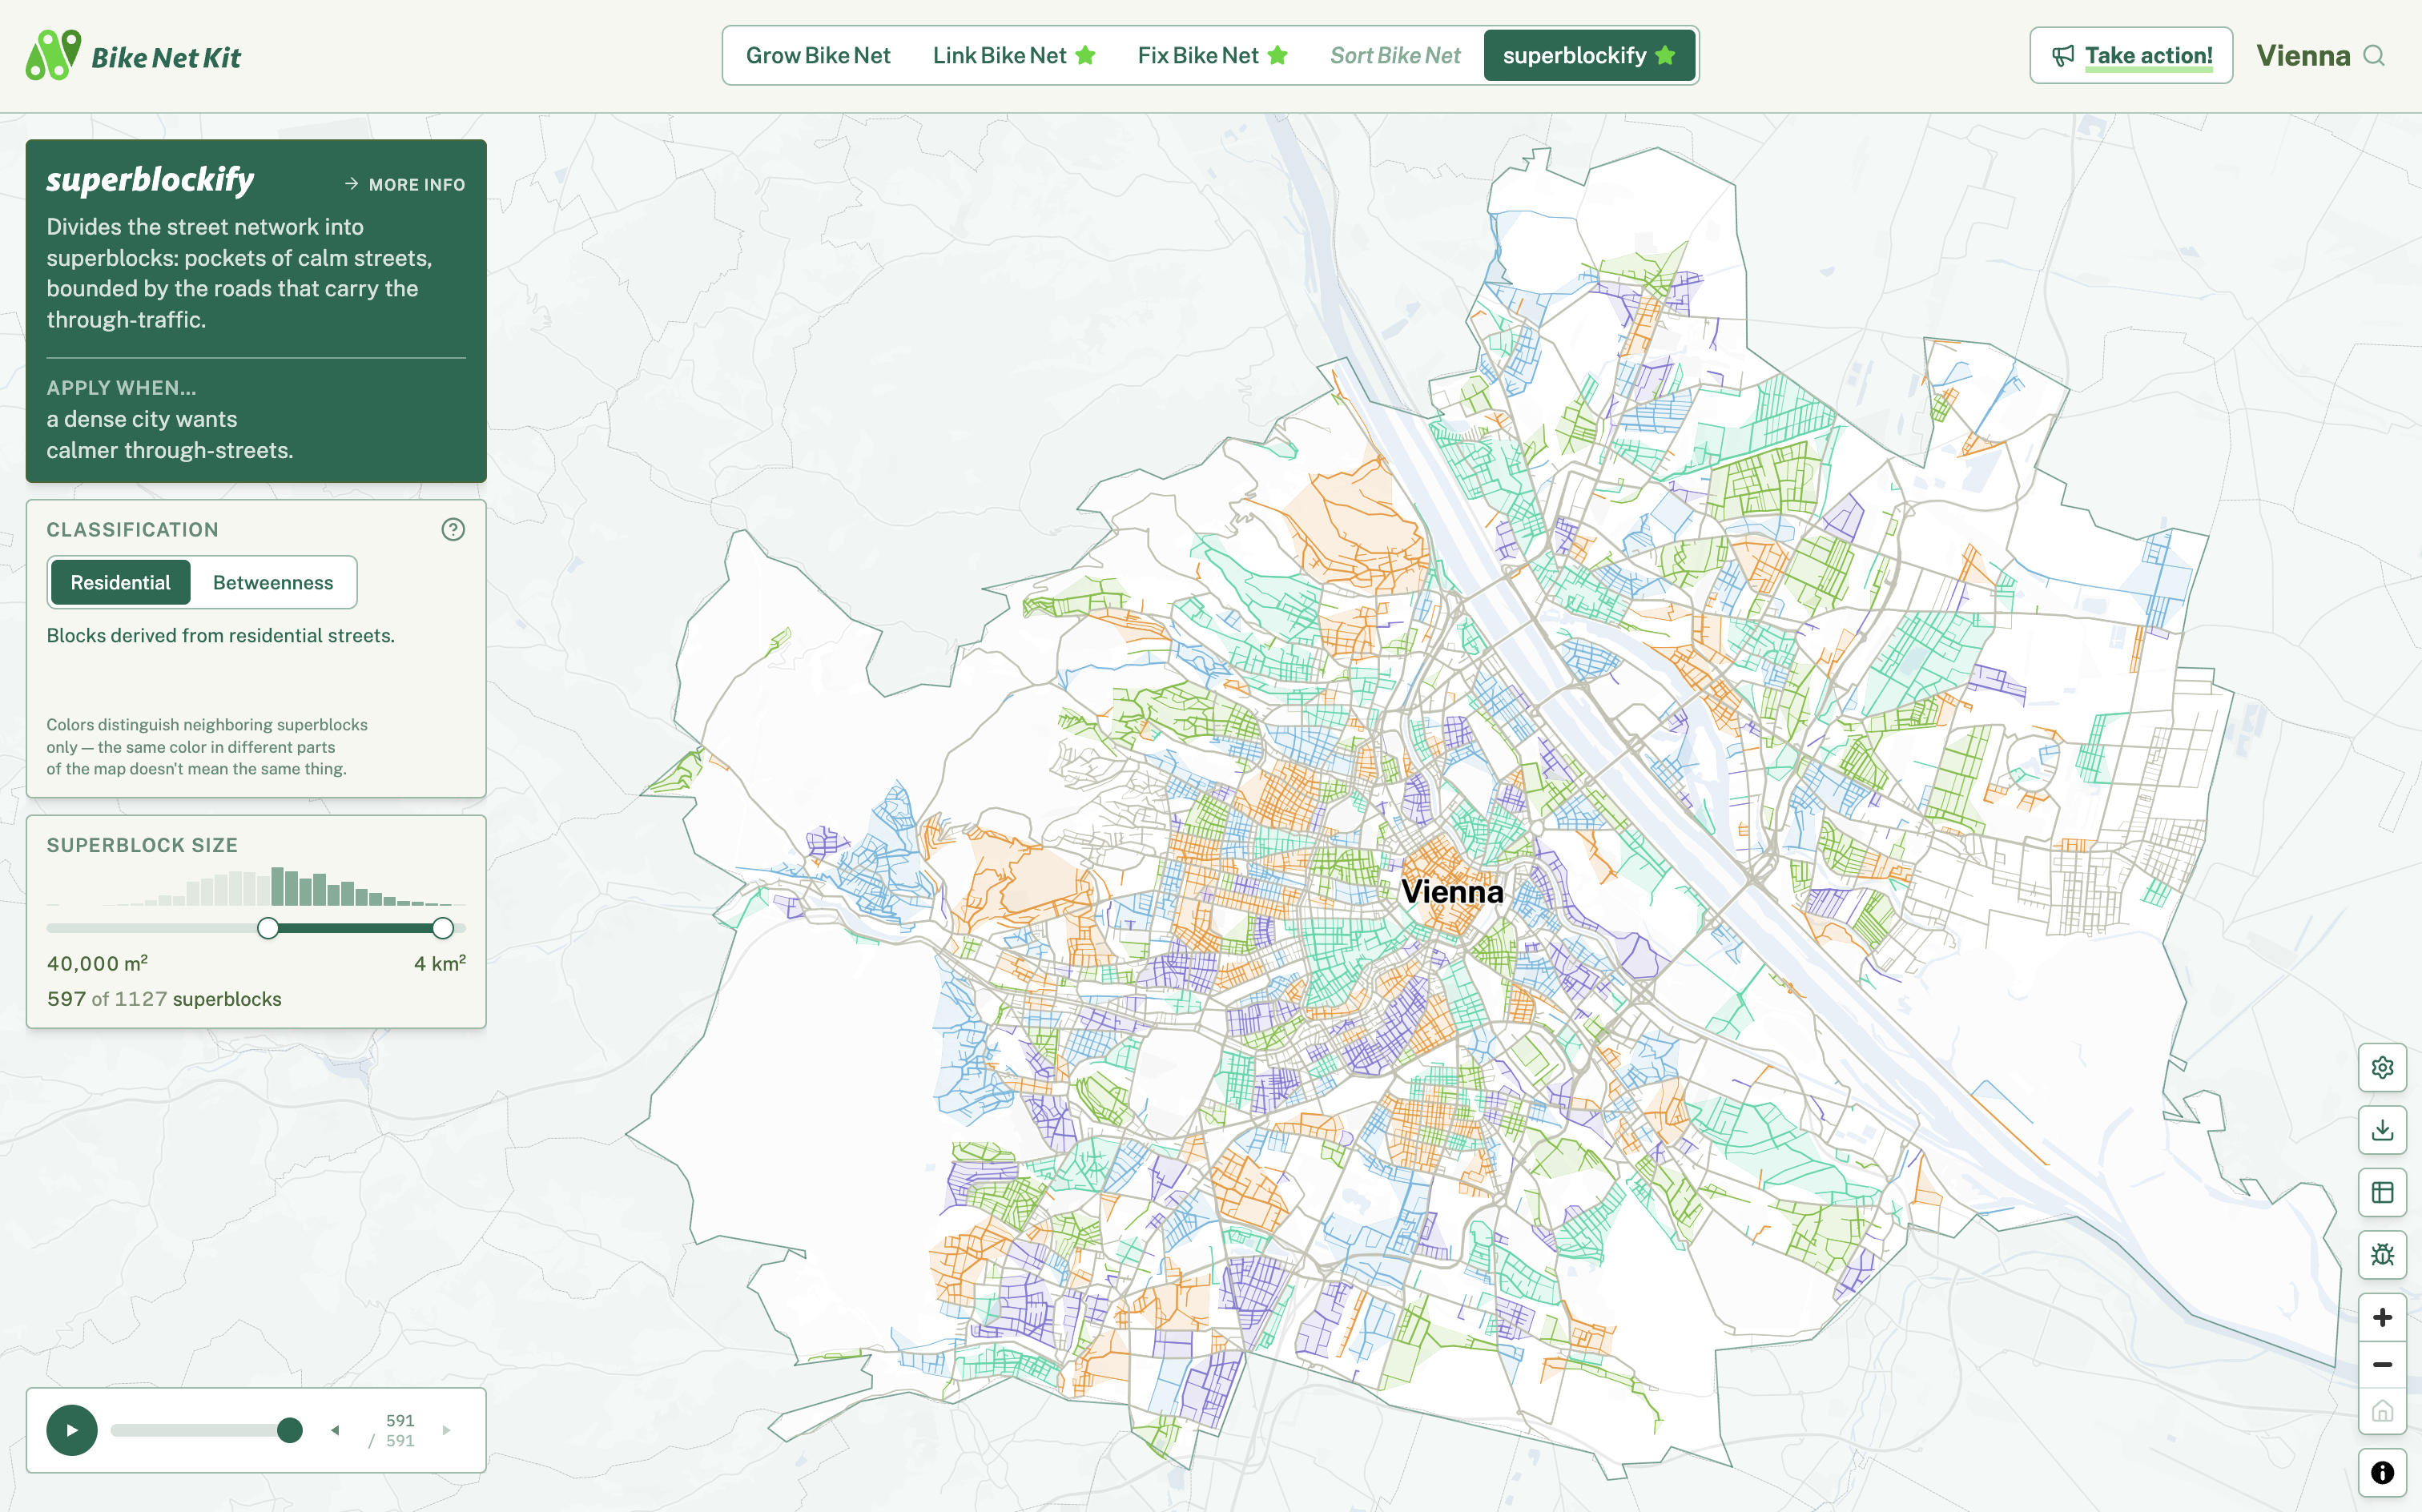 Bike Net Kit
Grow Bike Net
Link Bike Net
Fix Bike Net
Sort Bike Net
superblockify
Take action!
Vienna
superblockify
→ MORE INFO
Divides the street network into
superblocks: pockets of calm streets,
bounded by the roads that carry the
through-traffic.
APPLY WHEN...
a dense city wants
calmer through-streets.
CLASSIFICATION
?
Residential
Betweenness
Blocks derived from residential streets.
Colors distinguish neighboring superblocks
only — the same color in different parts
of the map doesn't mean the same thing.
SUPERBLOCK SIZE
40,000 m²
4 km²
597 of 1127 superblocks
591
/ 591
Vienna